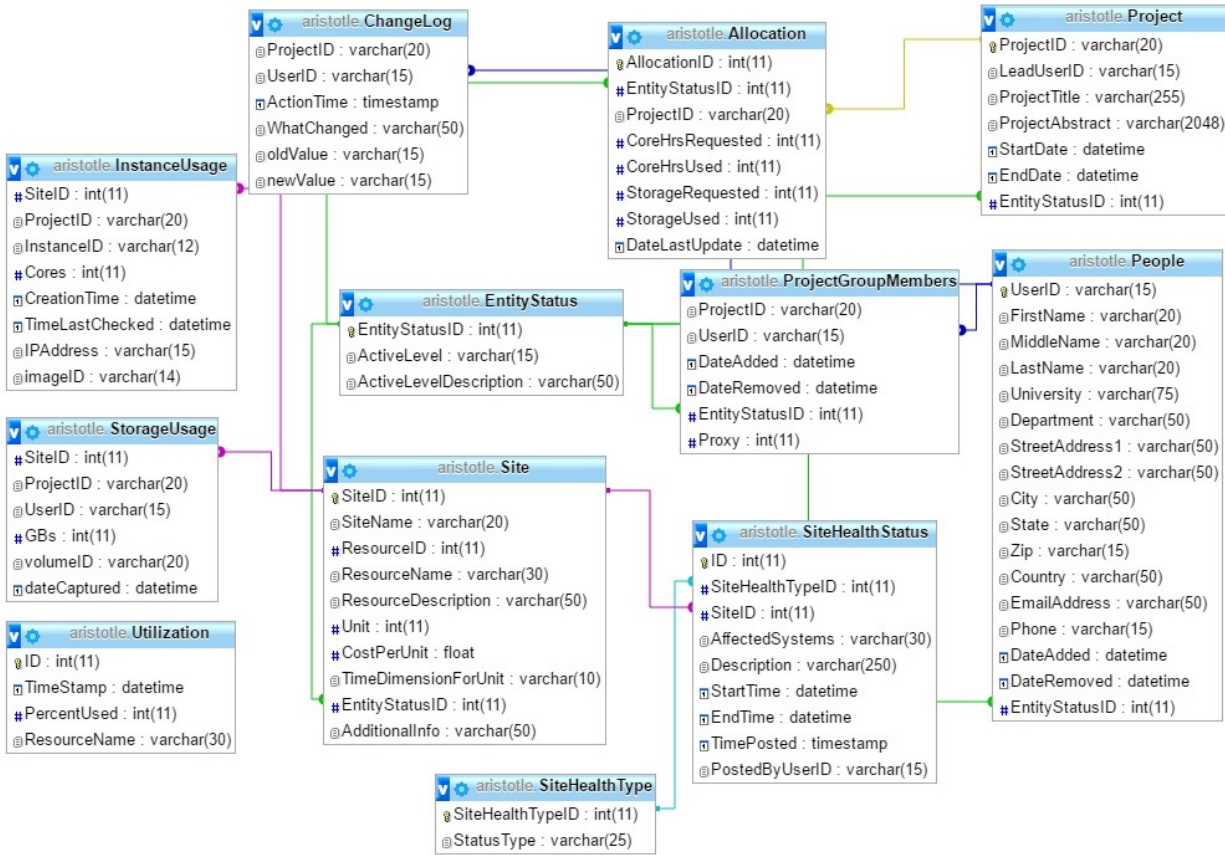 aristotle.ChangeLog
ProjectID : varchar(20)
UserID : varchar(15)
ActionTime : timestamp
WhatChanged : varchar(50)
oldValue : varchar(15)
newValue : varchar(15)
aristotle.Allocation
AllocationID : int(11)
#EntityStatusID : int(11)
ProjectID : varchar(20)
#CoreHrsRequested : int(11)
#CoreHrsUsed : int(11)
#StorageRequested : int(11)
#StorageUsed : int(11)
DateLastUpdate : datetime
aristotle.Project
ProjectID : varchar(20)
LeadUserID : varchar(15)
ProjectTitle : varchar(255)
ProjectAbstract : varchar(2048)
StartDate : datetime
EndDate : datetime
#EntityStatusID : int(11)
aristotle.InstanceUsage
#SiteID : int(11)
ProjectID : varchar(20)
InstanceID : varchar(12)
#Cores : int(11)
CreationTime : datetime
TimeLastChecked : datetime
IPAddress : varchar(15)
imageID : varchar(14)
aristotle.EntityStatus
EntityStatusID : int(11)
ActiveLevel : varchar(15)
ActiveLevelDescription : varchar(50)
aristotle.ProjectGroupMembers
ProjectID : varchar(20)
UserID : varchar(15)
DateAdded : datetime
DateRemoved : datetime
#EntityStatusID : int(11)
#Proxy : int(11)
aristotle.People
UserID : varchar(15)
FirstName : varchar(20)
MiddleName : varchar(20)
LastName : varchar(20)
University : varchar(75)
Department : varchar(50)
StreetAddress1 : varchar(50)
StreetAddress2 : varchar(50)
City : varchar(50)
State : varchar(50)
Zip : varchar(15)
Country : varchar(50)
EmailAddress : varchar(50)
Phone : varchar(15)
DateAdded : datetime
DateRemoved : datetime
#EntityStatusID : int(11)
aristotle.StorageUsage
#SiteID : int(11)
ProjectID : varchar(20)
UserID : varchar(15)
#GBs : int(11)
volumeID : varchar(20)
dateCaptured : datetime
aristotle.Site
SiteID : int(11)
SiteName : varchar(20)
#ResourceID : int(11)
ResourceName : varchar(30)
ResourceDescription : varchar(50)
#Unit : int(11)
#CostPerUnit : float
TimeDimensionForUnit : varchar(10)
#EntityStatusID : int(11)
AdditionalInfo : varchar(50)
aristotle.SiteHealthStatus
ID : int(11)
#SiteHealthTypeID : int(11)
#SiteID : int(11)
AffectedSystems : varchar(30)
Description : varchar(250)
StartTime : datetime
EndTime : datetime
TimePosted : timestamp
PostedByUserID : varchar(15)
aristotle.Utilization
ID : int(11)
TimeStamp : datetime
#PercentUsed : int(11)
ResourceName : varchar(30)
aristotle.SiteHealthType
SiteHealthTypeID : int(11)
StatusType : varchar(25)